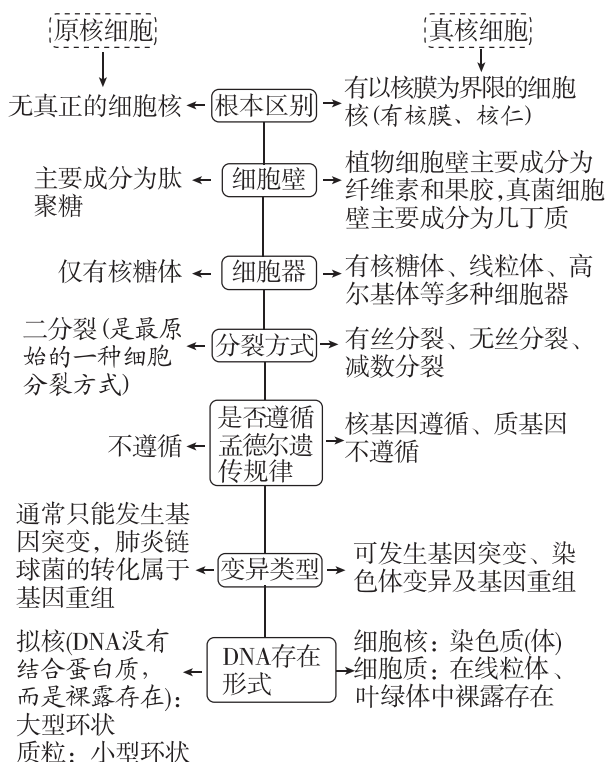 原核细胞
真核细胞
无真正的细胞核
根本区别
有以核膜为界限的细胞
核(有核膜、核仁)
主要成分为肽
聚糖
细胞壁
植物细胞壁主要成分为
纤维素和果胶,真菌细胞
壁主要成分为几丁质
仅有核糖体
细胞器
有核糖体、线粒体、高
尔基体等多种细胞器
二分裂(是最原
始的一种细胞
分裂方式)
分裂方式
有丝分裂、无丝分裂、
减数分裂
不遵循
是否遵循
孟德尔遗
传规律
核基因遵循、质基因
不遵循
通常只能发生基
因突变，肺炎链
球菌的转化属于
基因重组
变异类型
可发生基因突变、染
色体变异及基因重组
拟核(DNA没有
结合蛋白质，
而是裸露存在)：
大型环状
质粒：小型环状
DNA存在
形式
细胞核：染色质(体)
细胞质：在线粒体、
叶绿体中裸露存在